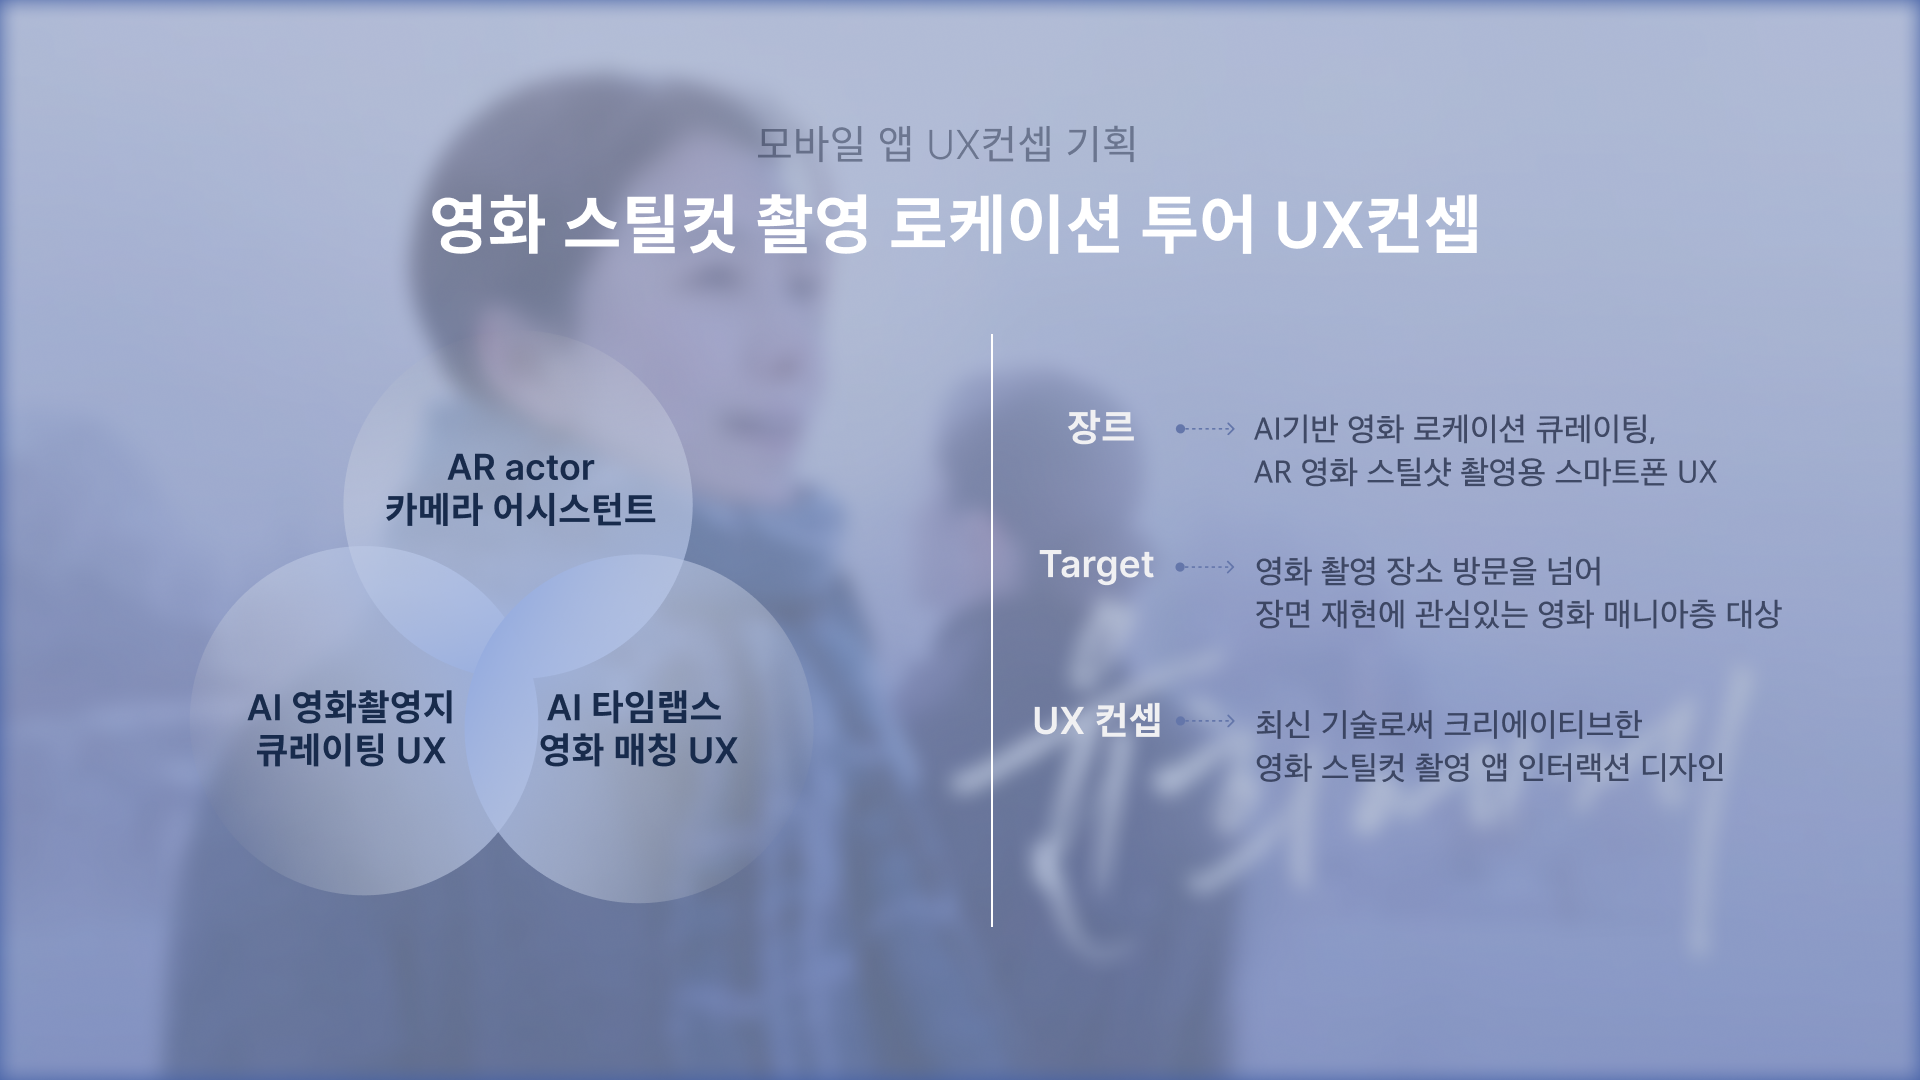 모바일 앱 UX컨셉 기획
영화 스틸컷 촬영 로케이션 투어 UX컨셉
AR actor
카메라 어시스턴트
AI 영화촬영지
큐레이팅 UX
AI 타임랩스
영화 매칭 UX
장르
AI기반 영화 로케이션 큐레이팅,
AR 영화 스틸샷 촬영용 스마트폰 UX
Target
영화 촬영 장소 방문을 넘어
장면 재현에 관심있는 영화 매니아층 대상
UX 컨셉
최신 기술로써 크리에이티브한
영화 스틸컷 촬영 앱 인터랙션 디자인